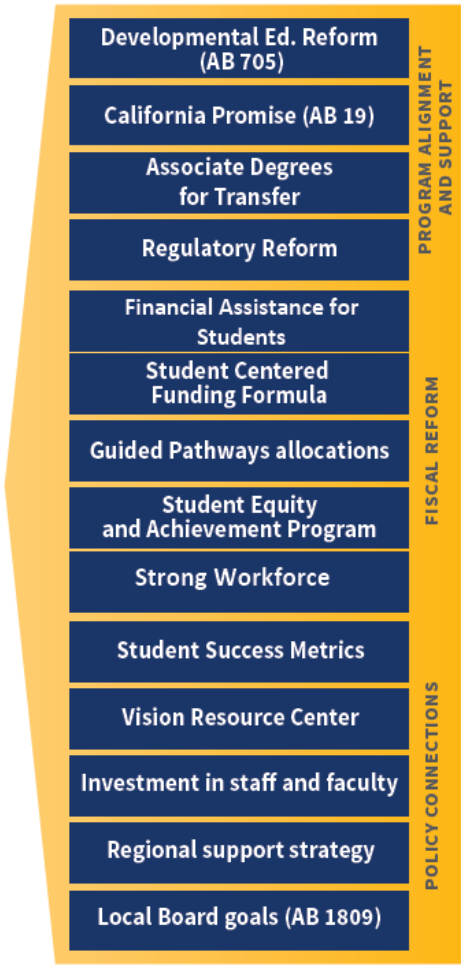 Developmental Ed. Reform
(AB 705)
California Promise (AB 19)
Associate Degrees
for Transfer
Regulatory Reform
PROGRAM ALIGNMENT
AND SUPPORT
Financial Assistance for
Students
Student Centered
Funding Formula
Guided Pathways allocations
Student Equity
and Achievement Program
Strong Workforce
FISCAL REFORM
Student Success Metrics
Vision Resource Center
Investment in staff and faculty
Regional support strategy
Local Board goals (AB 1809)
POLICY CONNECTIONS